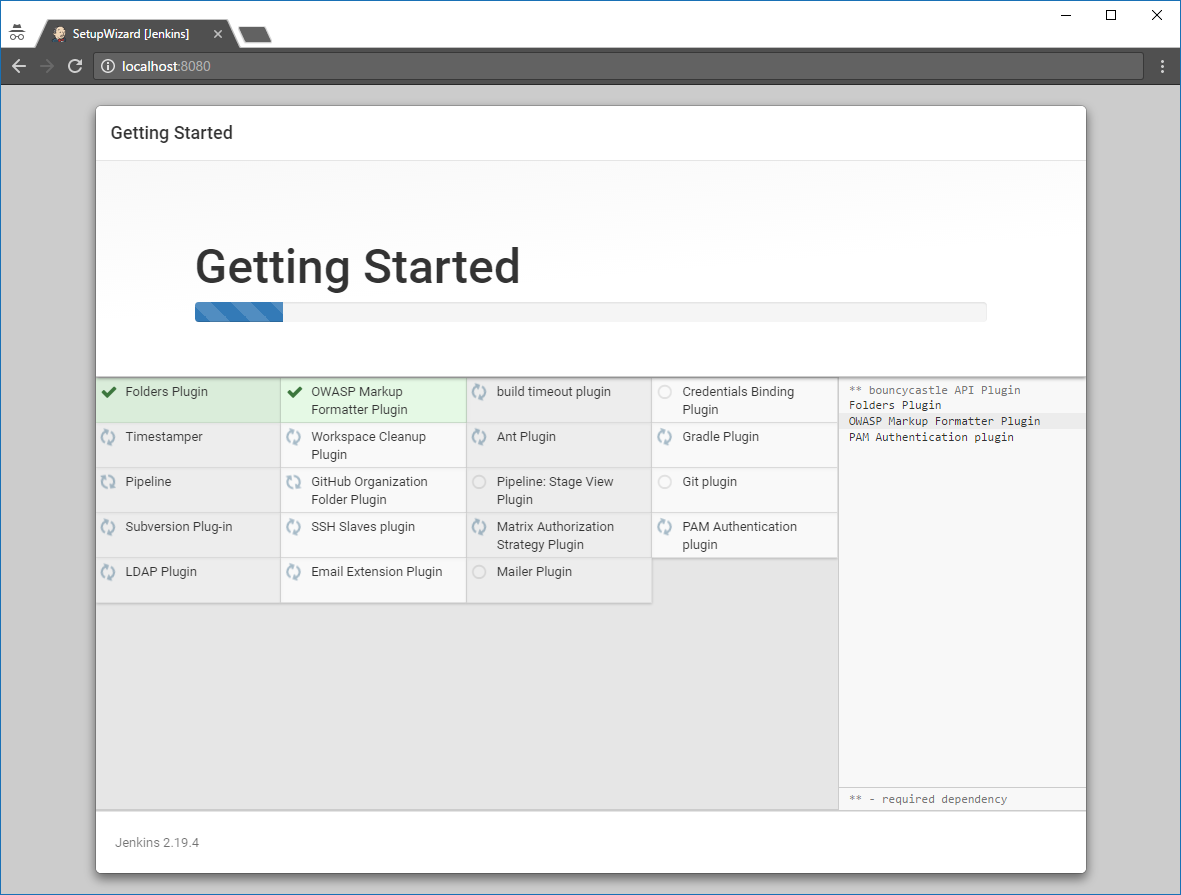 SetupWizard [Jenkins]
localhost:8080
Getting Started
Getting Started
Folders Plugin
OWASP Markup
Formatter Plugin
build timeout plugin
Credentials Binding
Plugin
Timestamper
Workspace Cleanup
Plugin
Ant Plugin
Gradle Plugin
Pipeline
GitHub Organization
Folder Plugin
Pipeline: Stage View
Plugin
Git plugin
Subversion Plug-in
SSH Slaves plugin
Matrix Authorization
Strategy Plugin
PAM Authentication
plugin
LDAP Plugin
Email Extension Plugin
Mailer Plugin
** bouncycastle API Plugin
Folders Plugin
OWASP Markup Formatter Plugin
PAM Authentication plugin
** - required dependency
Jenkins 2.19.4